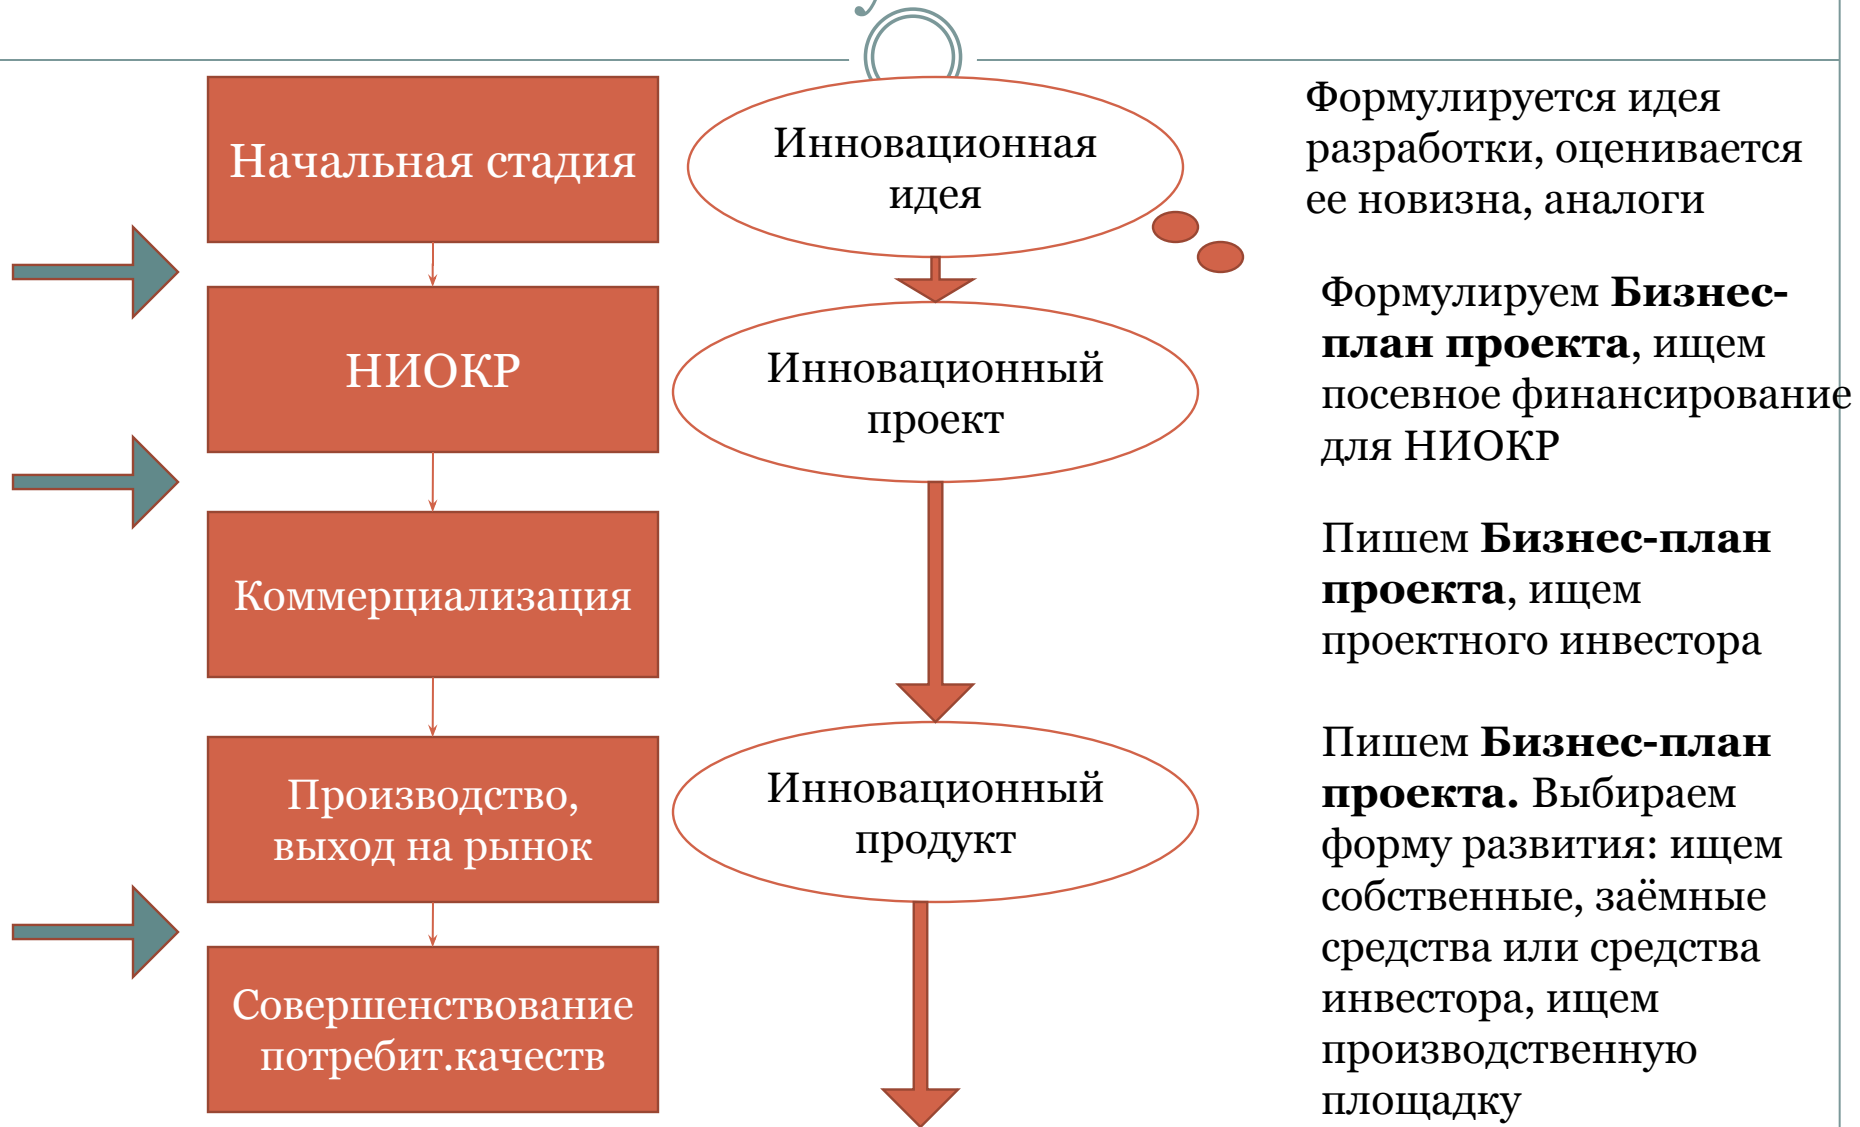 Начальная стадия
НИОКР
Коммерциализация
Производство,
выход на рынок
Совершенствование
потребит.качеств
Инновационная
идея
Инновационный
проект
Инновационный
продукт
Формулируется идея
разработки, оценивается
ее новизна, аналоги
Формулируем Бизнес-
план проекта, ищем
посевное финансирование
для НИОКР
Пишем Бизнес-план
проекта, ищем
проектного инвестора
Пишем Бизнес-план
проекта. Выбираем
форму развития: ищем
собственные, заёмные
средства или средства
инвестора, ищем
производственную
площадку